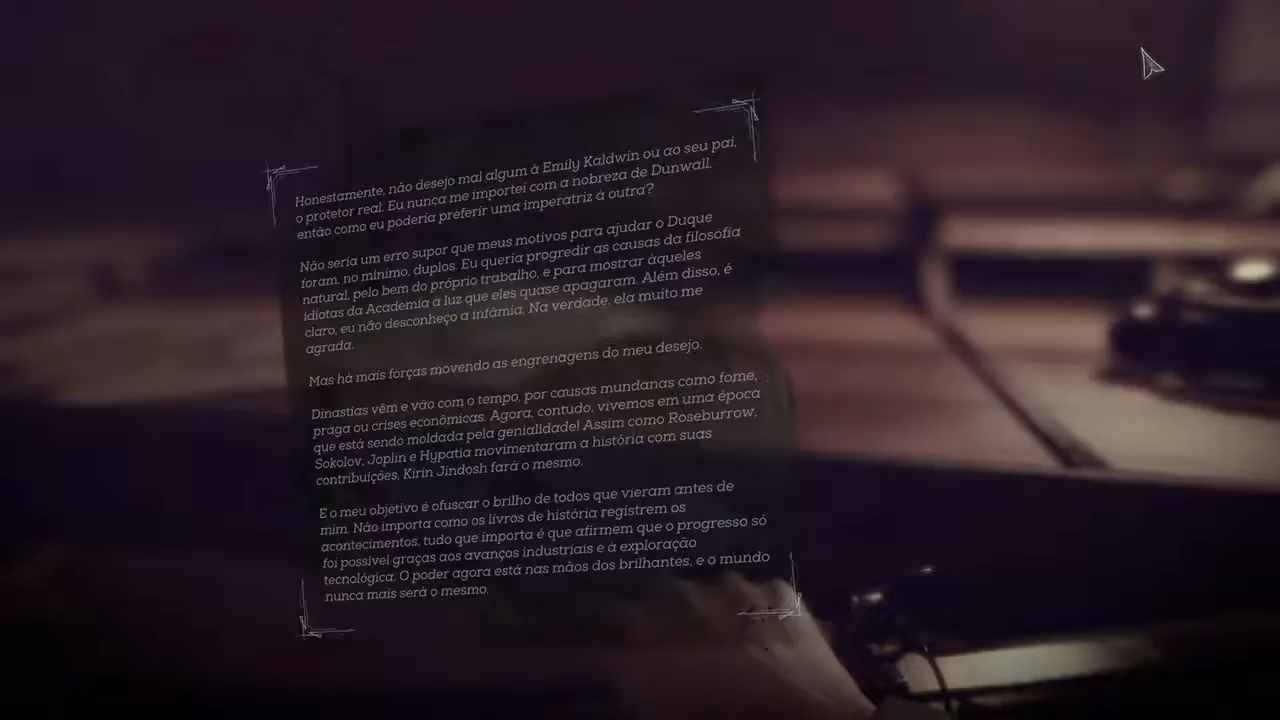 Honestamente, não desejo mal algum à Emily Kaldwin ou ao seu pai,
o protetor real. Eu nunca me importei com a nobreza de Dunwall,
então como eu poderia preferir uma imperatriz à outra?
Não seria um erro supor que meus motivos para ajudar o Duque
foram, no mínimo, duplos. Eu queria progredir as causas da filosofia
natural, pelo bem do próprio trabalho, e para mostrar àqueles
idiotas da Academia a luz que eles quase apagaram. Além disso, é
claro, eu não desconheço a infâmia. Na verdade, ela muito me
agrada.
Mas há mais forças movendo as engrenagens do meu desejo.
Dinastias vêm e vão com o tempo, por causas mundanas como fome,
praga ou crises econômicas. Agora, contudo, vivemos em uma época
que está sendo moldada pela genialidade! Assim como Roseburrow,
Sokolov, Joplin e Hypatia movimentaram a história com suas
contribuições, Kirin Jindosh fará o mesmo.
E o meu objetivo é ofuscar o brilho de todos que vieram antes de
mim. Não importa como os livros de história registrem os
acontecimentos, tudo que importa é que afirmem que o progresso só
foi possível graças aos avanços industriais e à exploração
tecnológica. O poder agora está nas mãos dos brilhantes, e o mundo
nunca mais será o mesmo.